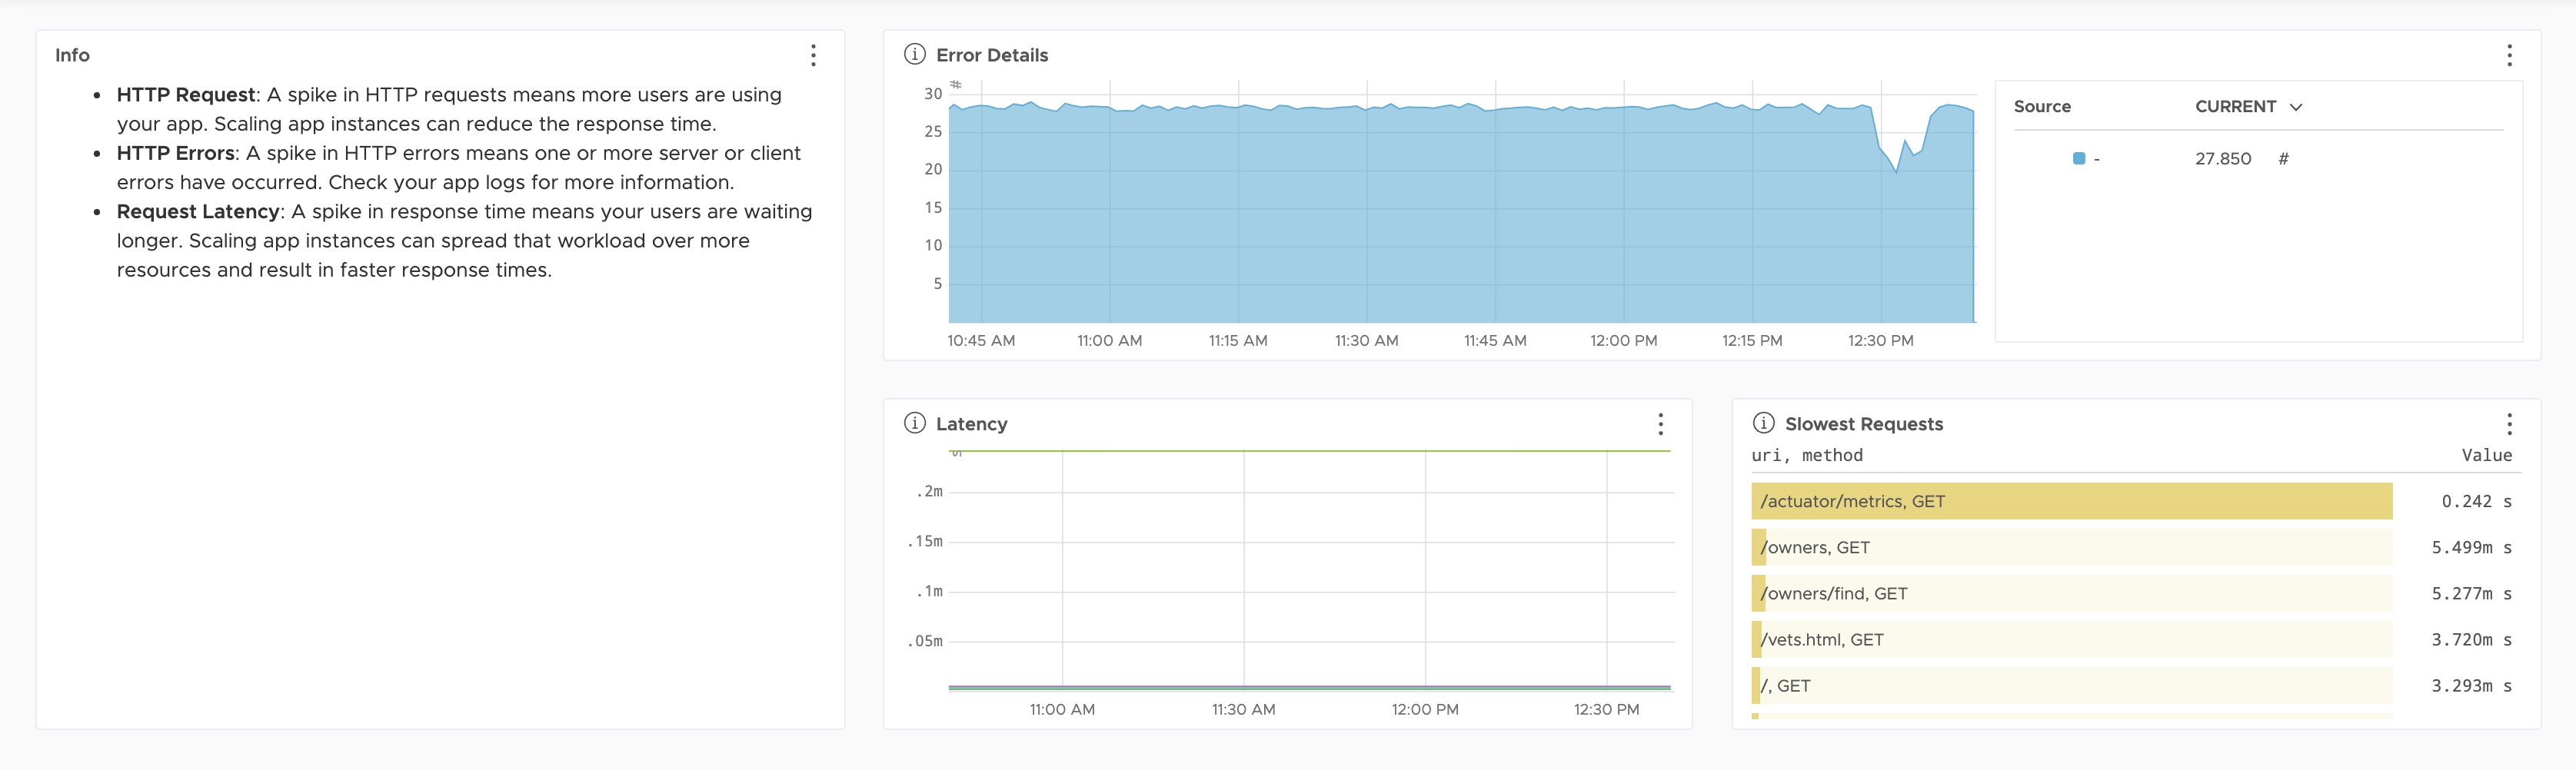 Info
• HTTP Request: A spike in HTTP requests means more users are using
your app. Scaling app instances can reduce the response time.
• HTTP Errors: A spike in HTTP errors means one or more server or client
errors have occurred. Check your app logs for more information.
• Request Latency: A spike in response time means your users are waiting
longer. Scaling app instances can spread that workload over more
resources and result in faster response times.
Error Details
#
30
25
20
15
10
5
10:45 AM 11:00 AM 11:15 AM 11:30 AM 11:45 AM 12:00 PM 12:15 PM 12:30 PM
Source CURRENT
- 27.850 #
Latency
s
.2m
.15m
.1m
.05m
11:00 AM 11:30 AM 12:00 PM 12:30 PM
Slowest Requests
uri, method Value
/actuator/metrics, GET 0.242 s
/owners, GET 5.499m s
/owners/find, GET 5.277m s
/vets.html, GET 3.720m s
/, GET 3.293m s